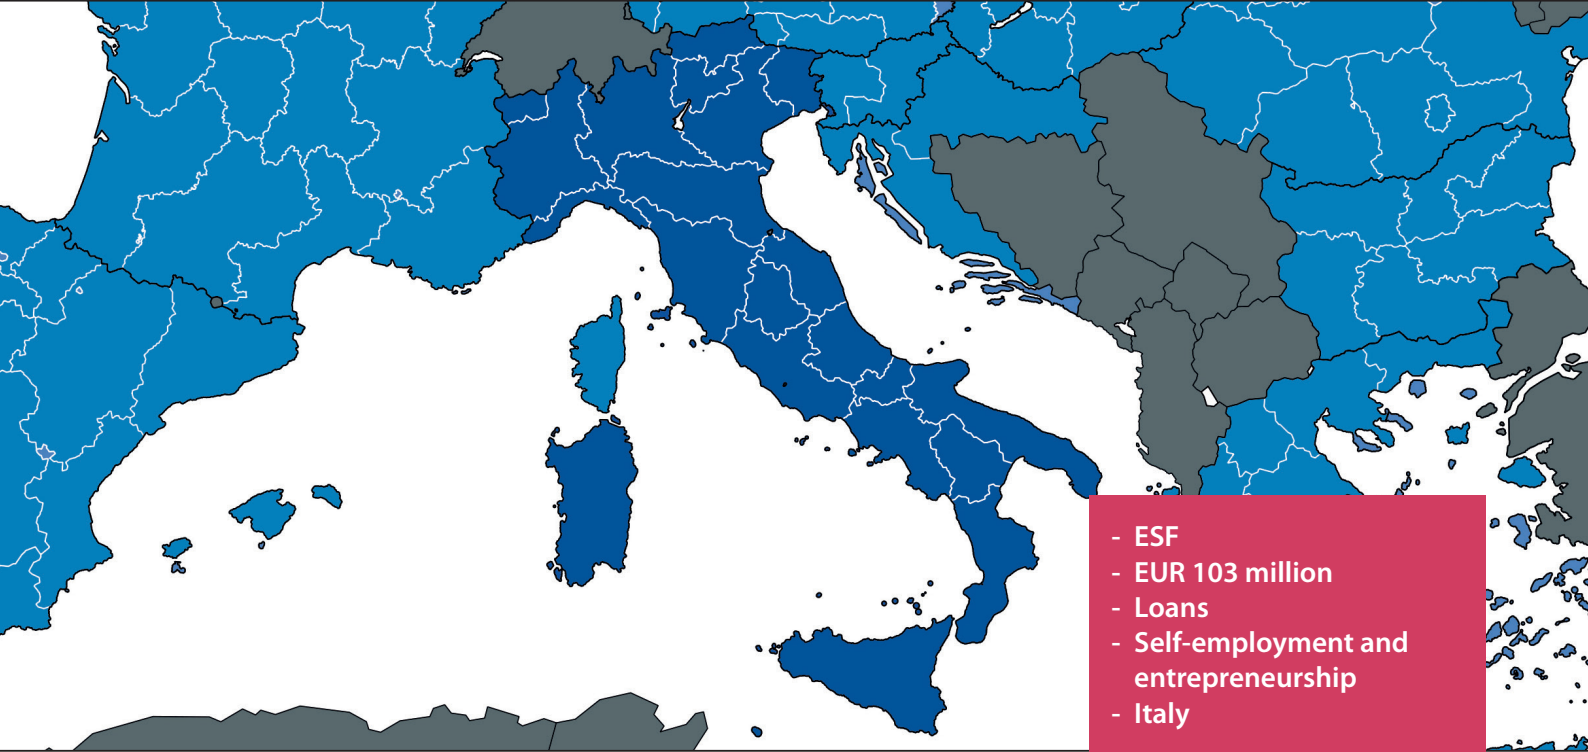 - ESF
- EUR 103 million
- Loans
- Self-employment and
entrepreneurship
- Italy